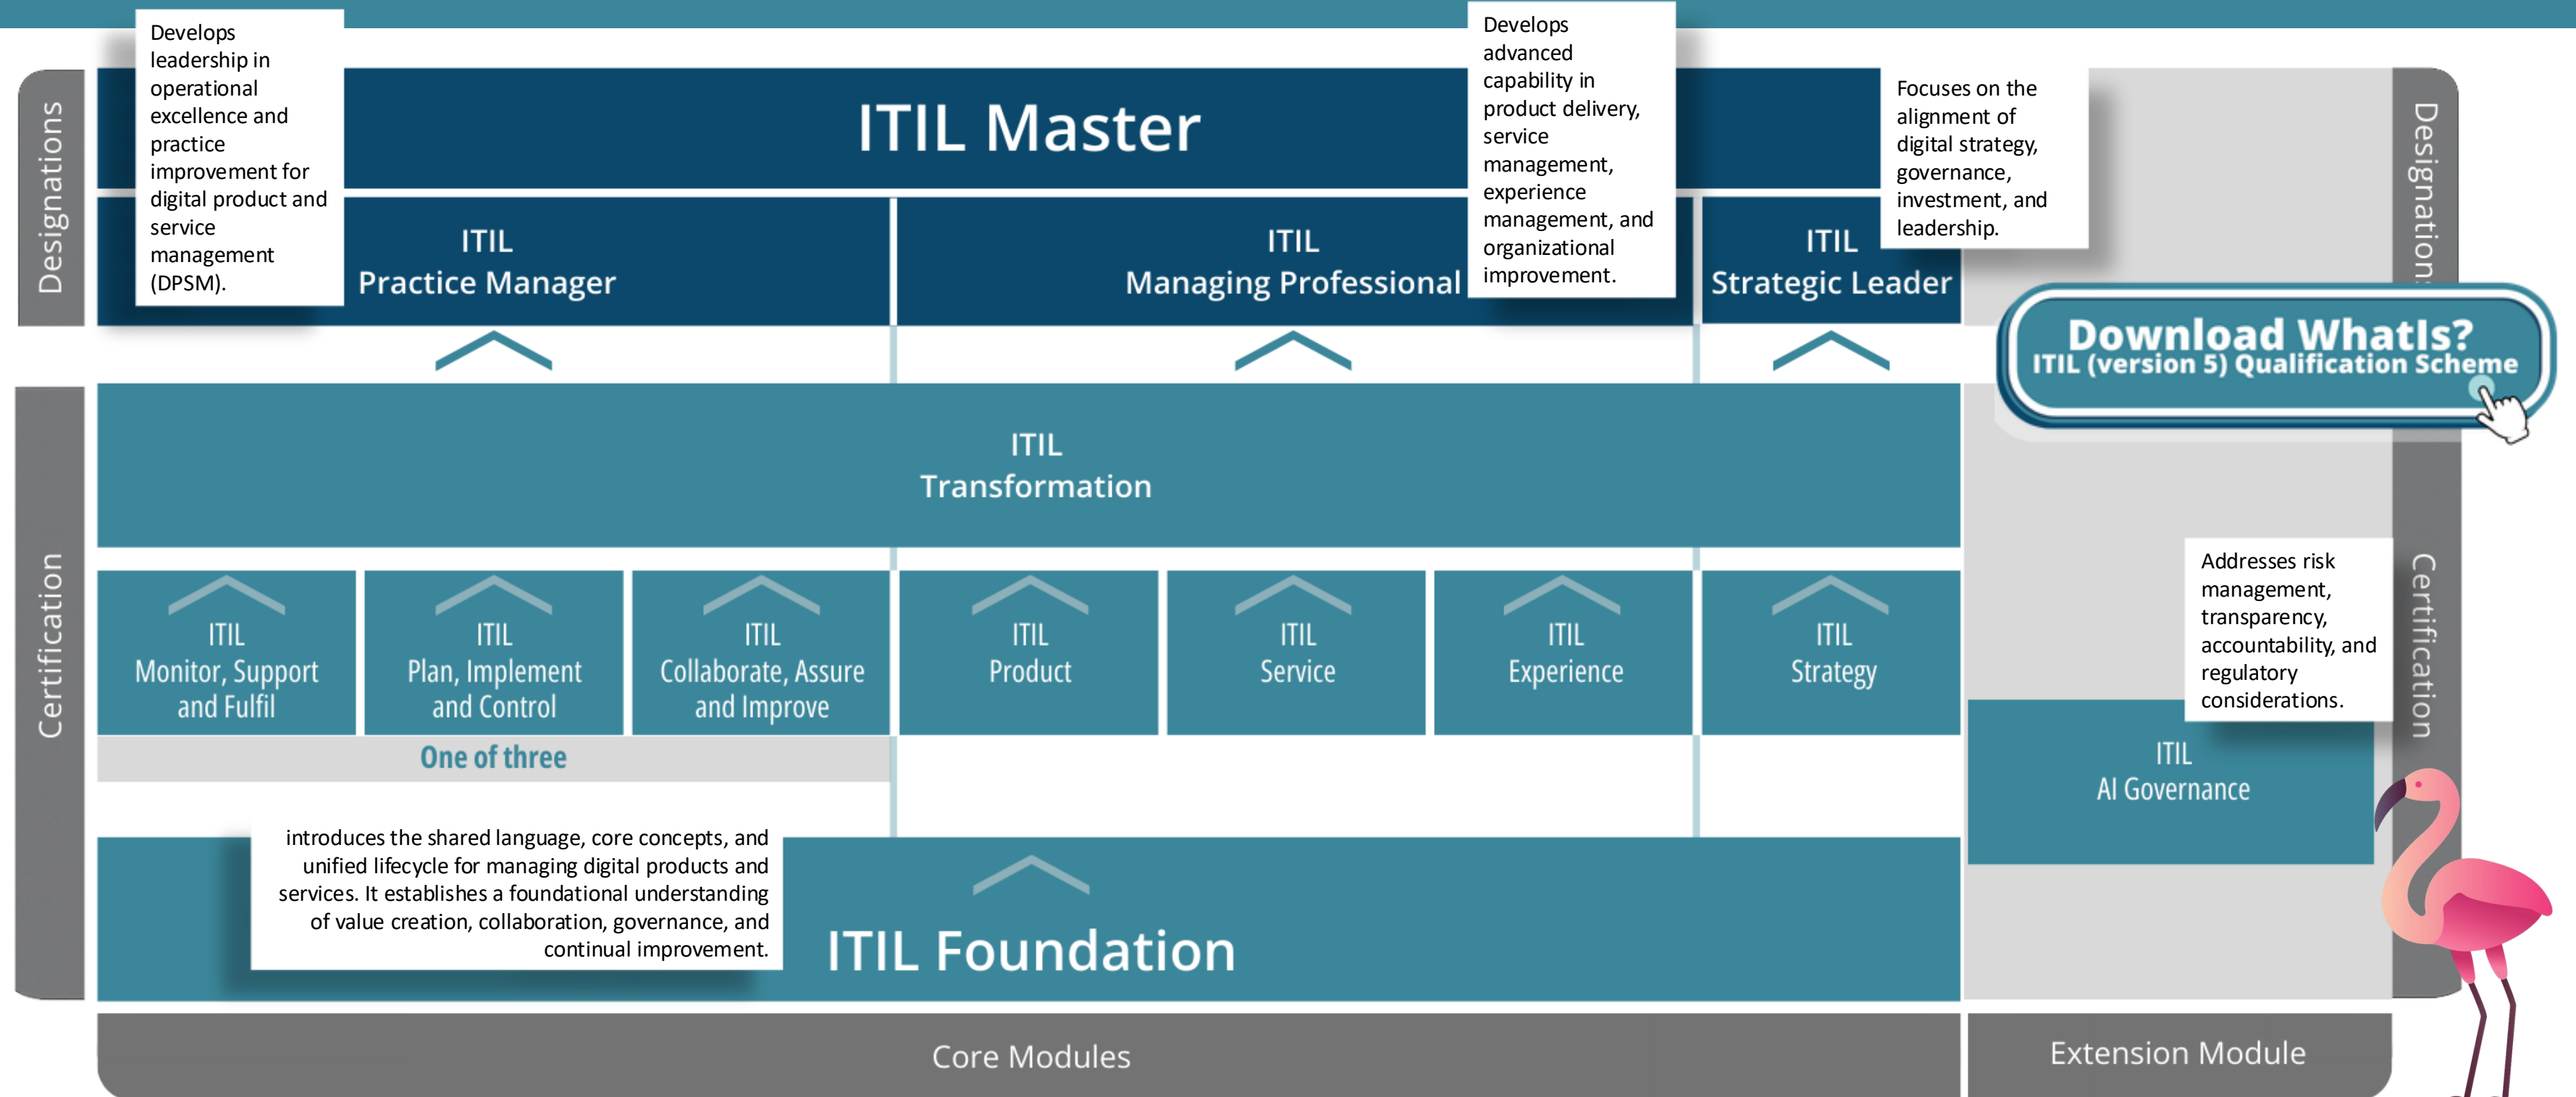 Develops
leadership in
operational
excellence and
practice
improvement for
digital product and
service
management
(DPSM).
Develops
advanced
capability in
product delivery,
service
management,
experience
management, and
organizational
improvement.
Focuses on the
alignment of
digital strategy,
governance,
investment, and
leadership.
Designations
ITIL Master
Designations
ITIL
Practice Manager
ITIL
Managing Professional
ITIL
Strategic Leader
Download WhatIs?
ITIL (version 5) Qualification Scheme
Certification
ITIL
Transformation
Certification
ITIL
Monitor, Support
and Fulfil
ITIL
Plan, Implement
and Control
ITIL
Collaborate, Assure
and Improve
ITIL
Product
ITIL
Service
ITIL
Experience
ITIL
Strategy
Addresses risk
management,
transparency,
accountability, and
regulatory
considerations.
One of three
ITIL
AI Governance
introduces the shared language, core concepts, and
unified lifecycle for managing digital products and
services. It establishes a foundational understanding
of value creation, collaboration, governance, and
continual improvement.
ITIL Foundation
Core Modules
Extension Module